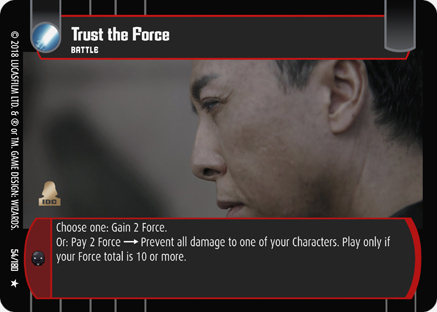 Trust the Force
BATTLE
© 2018 LUCASFILM LTD. & ® or TM. GAME DESIGN: WIZARDS.
54/180
IDC
Choose one: Gain 2 Force.
Or: Pay 2 Force → Prevent all damage to one of your Characters. Play only if
your Force total is 10 or more.